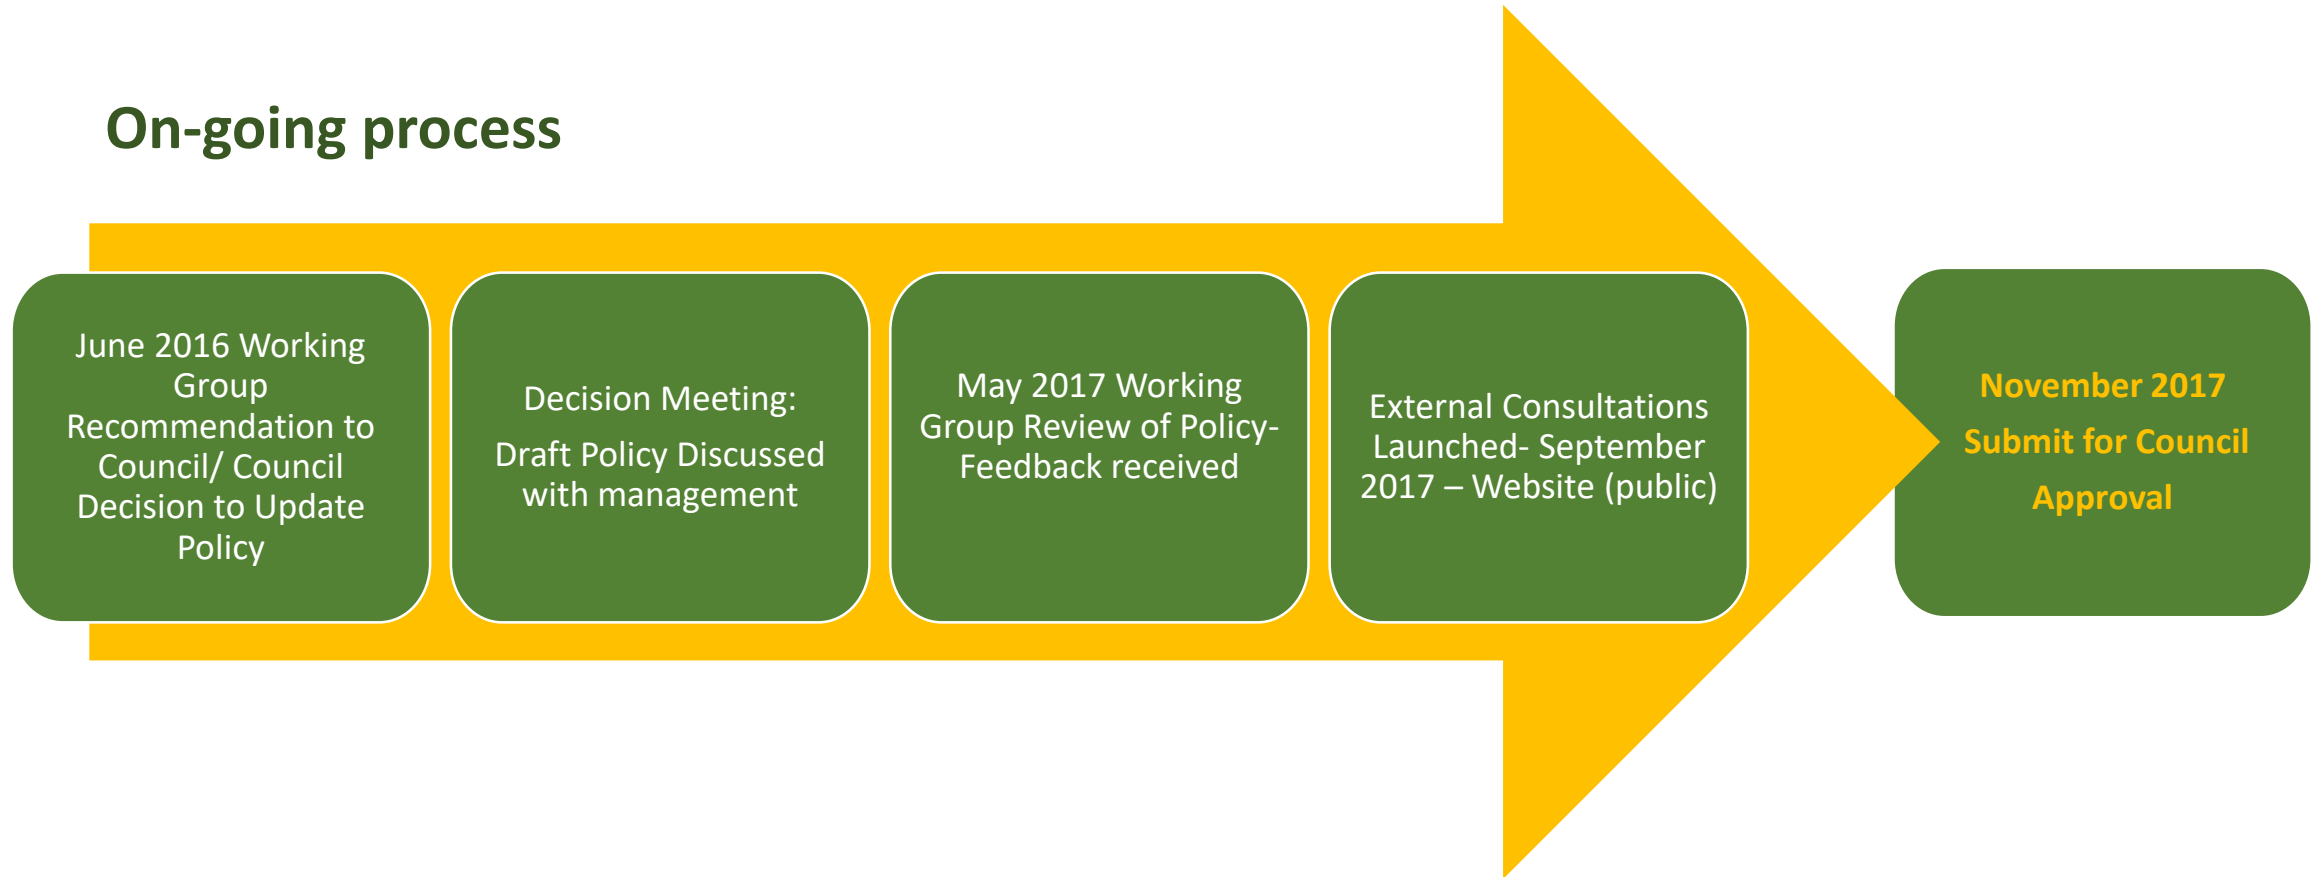 On-going process
June 2016 Working
Group
Recommendation to
Council/ Council
Decision to Update
Policy
Decision Meeting:
Draft Policy Discussed
with management
May 2017 Working
Group Review of Policy-
Feedback received
External Consultations
Launched- September
2017 – Website (public)
November 2017
Submit for Council
Approval